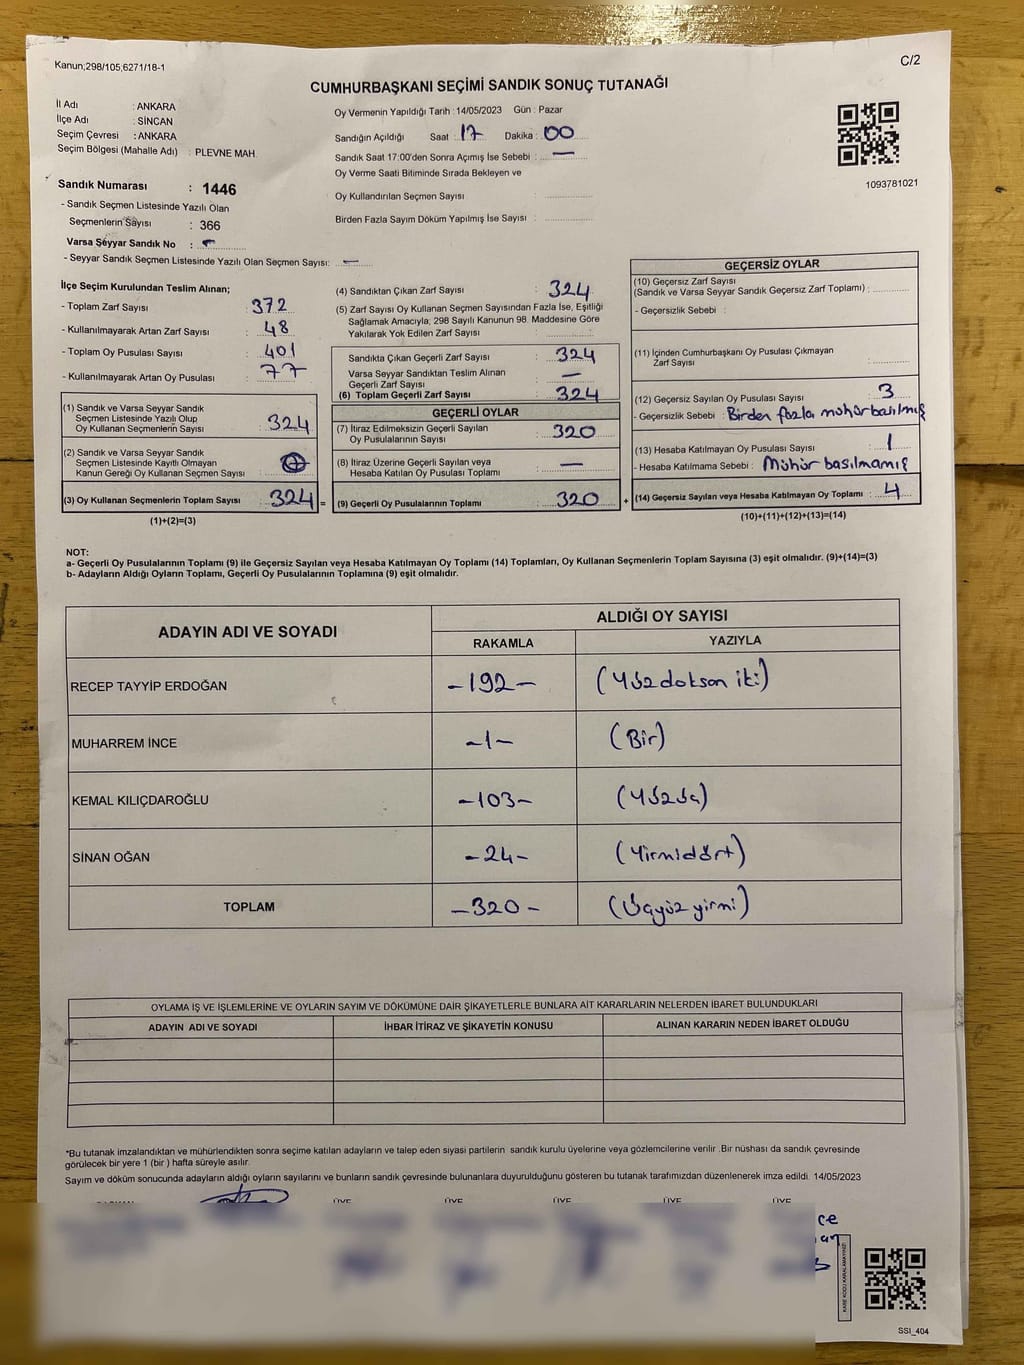 Kanun;298/105,6271/18-1
C/2
CUMHURBAŞKANI SEÇİMİ SANDIK SONUÇ TUTANAĞI
İl Adı : ANKARA
İlçe Adı : SİNCAN
Seçim Çevresi : ANKARA
Seçim Bölgesi (Mahalle Adı) : PLEVNE MAH
Sandık Numarası : 1446
- Sandık Seçmen Listesinde Yazılı Olan
Seçmenlerin Sayısı : 366
Varsa Seyyar Sandık No : -
- Seyyar Sandık Seçmen Listesinde Yazılı Olan Seçmen Sayısı: -
Oy Vermenin Yapıldığı Tarih : 14/05/2023 Gün : Pazar
Sandığın Açıldığı Saat : 17 Dakika : 00
Sandık Saat 17:00'den Sonra Açımış İse Sebebi : -
Oy Verme Saati Bitiminde Sırada Bekleyen ve
Oy Kullandırılan Seçmen Sayısı :
Birden Fazla Sayım Döküm Yapılmış İse Sayısı :
1093781021
İlçe Seçim Kurulundan Teslim Alınan;
- Toplam Zarf Sayısı : 372
- Kullanılmayarak Artan Zarf Sayısı : 48
- Toplam Oy Pusulası Sayısı : 401
- Kullanılmayarak Artan Oy Pusulası : 77
(1) Sandık ve Varsa Seyyar Sandık
Seçmen Listesinde Yazılı Olup
Oy Kullanan Seçmenlerin Sayısı : 324
(2) Sandık ve Varsa Seyyar Sandık
Seçmen Listesinde Kayıtlı Olmayan
Kanun Gereği Oy Kullanan Seçmen Sayısı :
(3) Oy Kullanan Seçmenlerin Toplam Sayısı : 324 =
(1)+(2)=(3)
(4) Sandıktan Çıkan Zarf Sayısı : 324
(5) Zarf Sayısı Oy Kullanan Seçmen Sayısından Fazla İse, Eşitliği
Sağlamak Amacıyla; 298 Sayılı Kanunun 98. Maddesine Göre
Yakılarak Yok Edilen Zarf Sayısı :
Sandıkta Çıkan Geçerli Zarf Sayısı : 324
Varsa Seyyar Sandıktan Teslim Alınan
Geçerli Zarf Sayısı : -
(6) Toplam Geçerli Zarf Sayısı : 324
GEÇERLİ OYLAR
(7) İtiraz Edilmeksizin Geçerli Sayılan
Oy Pusulalarının Sayısı : 320
(8) İtiraz Üzerine Geçerli Sayılan veya
Hesaba Katılan Oy Pusulası Toplamı : -
(9) Geçerli Oy Pusulalarının Toplamı : 320 +
GEÇERSİZ OYLAR
(10) Geçersiz Zarf Sayısı
(Sandık ve Varsa Seyyar Sandık Geçersiz Zarf Toplamı) :
- Geçersizlik Sebebi :
(11) İçinden Cumhurbaşkanı Oy Pusulası Çıkmayan
Zarf Sayısı :
(12) Geçersiz Sayılan Oy Pusulası Sayısı : 3
- Geçersizlik Sebebi : Birden fazla mühür basılmış
(13) Hesaba Katılmayan Oy Pusulası Sayısı : 1
- Hesaba Katılmama Sebebi : Mühür basılmamış
(14) Geçersiz Sayılan veya Hesaba Katılmayan Oy Toplamı : 4
(10)+(11)+(12)+(13)=(14)
NOT:
a- Geçerli Oy Pusulalarının Toplamı (9) ile Geçersiz Sayılan veya Hesaba Katılmayan Oy Toplamı (14) Toplamları, Oy Kullanan Seçmenlerin Toplam Sayısına (3) eşit olmalıdır. (9)+(14)=(3)
b- Adayların Aldığı Oyların Toplamı, Geçerli Oy Pusulalarının Toplamına (9) eşit olmalıdır.
ADAYIN ADI VE SOYADI
ALDIĞI OY SAYISI
RAKAMLA YAZIYLA
RECEP TAYYİP ERDOĞAN -192- (Yüz doksan iki)
MUHARREM İNCE -1- (Bir)
KEMAL KILIÇDAROĞLU -103- (Yüz üç)
SİNAN OĞAN -24- (Yirmidört)
TOPLAM -320- (Üçyüz yirmi)
OYLAMA İŞ VE İŞLEMLERİNE VE OYLARIN SAYIM VE DÖKÜMÜNE DAİR ŞİKAYETLERLE BUNLARA AİT KARARLARIN NELERDEN İBARET BULUNDUKLARI
ADAYIN ADI VE SOYADI İHBAR İTİRAZ VE ŞİKAYETİN KONUSU ALINAN KARARIN NEDEN İBARET OLDUĞU
*Bu tutanak imzalandıktan ve mühürlendikten sonra seçime katılan adayların ve talep eden siyasi partilerin sandık kurulu üyelerine veya gözlemcilerine verilir .Bir nüshası da sandık çevresinde
görülecek bir yere 1 (bir ) hafta süreyle asılır.
Sayım ve döküm sonucunda adayların aldığı oyların sayılarını ve bunların sandık çevresinde bulunanlara duyurulduğunu gösteren bu tutanak tarafımızdan düzenlenerek imza edildi. 14/05/2023
ÜYE ÜYE ÜYE ÜYE ÜYE
KARE KODU KARALAMAYINIZ!
SSI_404